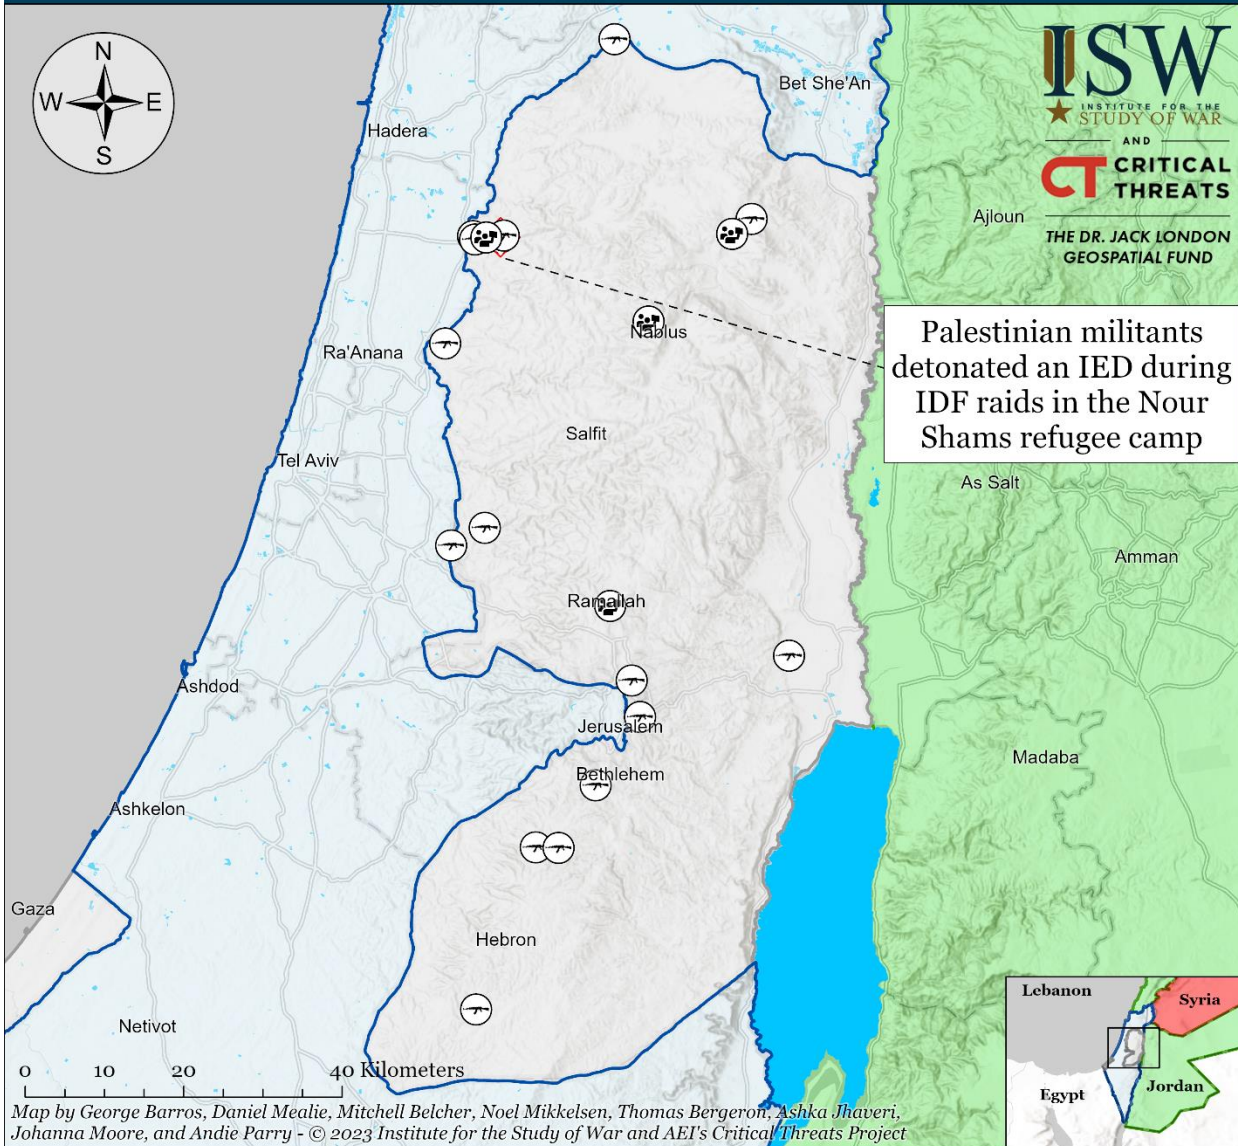 N
W E
S
Hadera
Bet She'An
ISW
INSTITUTE FOR THE
STUDY OF WAR
AND
CT CRITICAL
THREATS
THE DR. JACK LONDON
GEOSPATIAL FUND
Ajloun
Palestinian militants
detonated an IED during
IDF raids in the Nour
Shams refugee camp
Nablus
Ra'Anana
Salfit
Tel Aviv
As Salt
Amman
Ramallah
Ashdod
Jerusalem
Madaba
Bethlehem
Ashkelon
Gaza
Hebron
Netivot
Lebanon
Syria
Egypt
Jordan
0 10 20 40 Kilometers
Map by George Barros, Daniel Mealie, Mitchell Belcher, Noel Mikkelsen, Thomas Bergeron, Ashka Jhaveri,
Johanna Moore, and Andie Parry - © 2023 Institute for the Study of War and AEI's Critical Threats Project